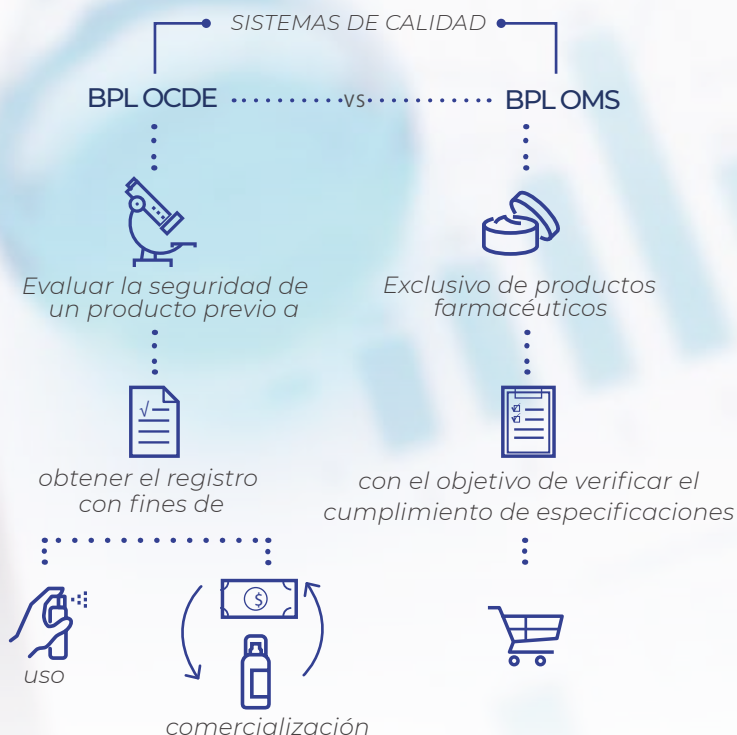 SISTEMAS DE CALIDAD
BPL OCDE vs BPL OMS
Evaluar la seguridad de
un producto previo a
Exclusivo de productos
farmacéuticos
obtener el registro
con fines de
con el objetivo de verificar el
cumplimiento de especificaciones
$
uso
comercialización